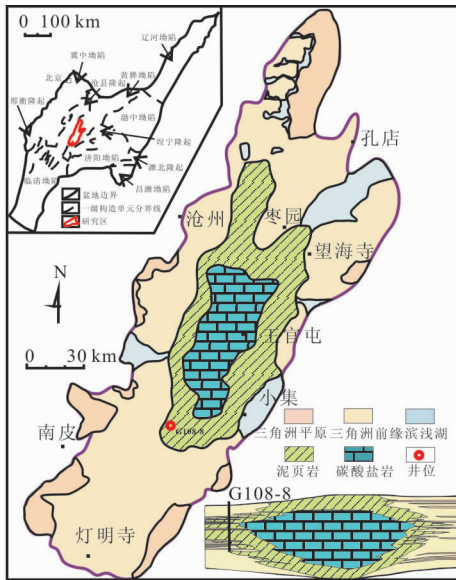 0 100 km
辽河坳陷
冀中坳陷
北京
沧县隆起
黄骅坳陷
邢衡隆起
渤中坳陷
埕宁隆起
济阳坳陷
潍北隆起
临清坳陷
昌潍坳陷
盆地边界
一级构造单元分界线
研究区
孔店
沧州
枣园
望海寺
N
王官屯
0 30 km
小集
G108-8
南皮
灯明寺
三角洲平原
三角洲前缘
滨浅湖
泥页岩
碳酸盐岩
井位
G108-8